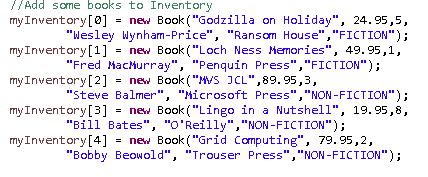 //Add some books to Inventory
myInventory[0] = new Book("Godzilla on Holiday", 24.95,5,
"Wesley Wynham-Price", "Ransom House","FICTION");
myInventory[1] = new Book("Loch Ness Memories", 49.95,1,
"Fred MacMurray", "Penquin Press","FICTION");
myInventory[2] = new Book("MVS JCL",89.95,3,
"Steve Balmer", "Microsoft Press","NON-FICTION");
myInventory[3] = new Book("Lingo in a Nutshell", 19.95,8,
"Bill Bates", "O'Reilly","NON-FICTION");
myInventory[4] = new Book("Grid Computing", 79.95,2,
"Bobby Beowold", "Trouser Press","NON-FICTION");